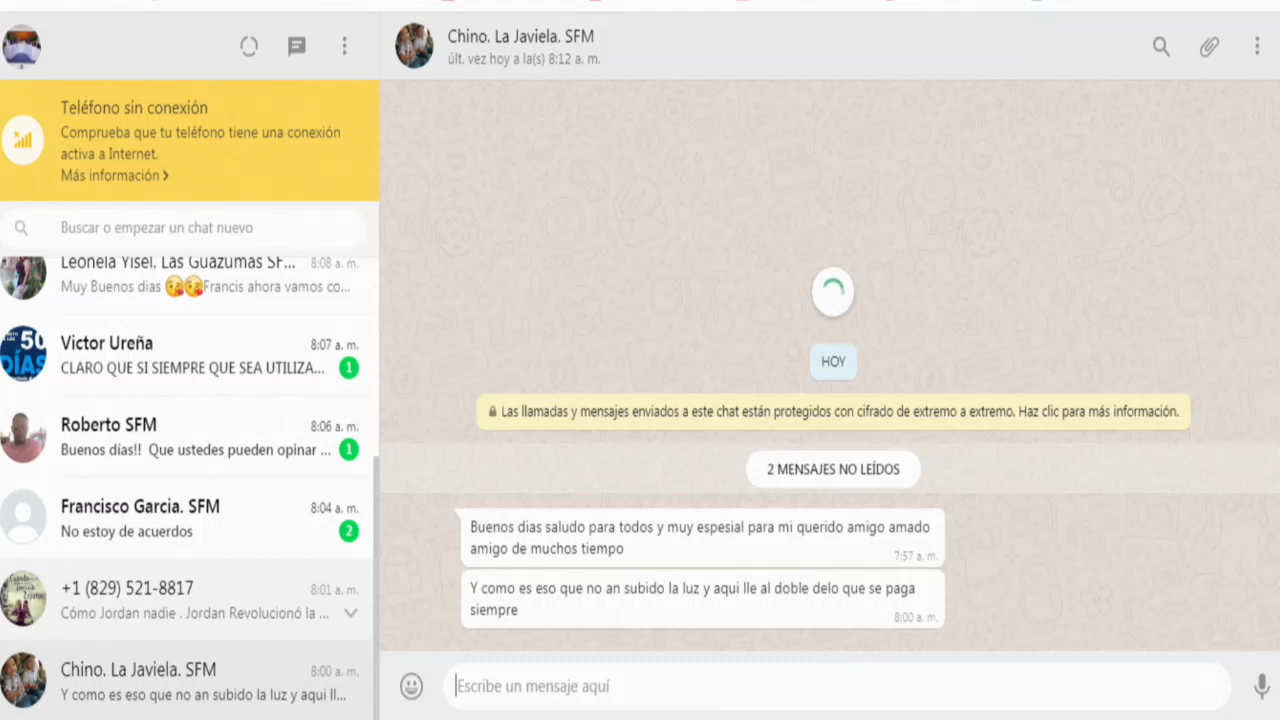 Teléfono sin conexión
Comprueba que tu teléfono tiene una conexión
activa a Internet.
Más información >
Buscar o empezar un chat nuevo
Leonela Yisel. Las Guazumas SF... 8:08 a. m.
Muy Buenos dias 😘😘Francis ahora vamos co...
50
DÍAS
Victor Ureña 8:07 a. m.
CLARO QUE SI SIEMPRE QUE SEA UTILIZA... 1
Roberto SFM 8:06 a. m.
Buenos días!! Que ustedes pueden opinar ... 1
Francisco Garcia. SFM 8:04 a. m.
No estoy de acuerdos 2
+1 (829) 521-8817 8:01 a. m.
Cómo Jordan nadie . Jordan Revolucionó la ...
Chino. La Javiela. SFM 8:00 a. m.
Y como es eso que no an subido la luz y aqui ll...
Chino. La Javiela. SFM
últ. vez hoy a la(s) 8:12 a. m.
HOY
Las llamadas y mensajes enviados a este chat están protegidos con cifrado de extremo a extremo. Haz clic para más información.
2 MENSAJES NO LEÍDOS
Buenos dias saludo para todos y muy espesial para mi querido amigo amado
amigo de muchos tiempo
7:57 a. m.
Y como es eso que no an subido la luz y aqui lle al doble delo que se paga
siempre
8:00 a. m.
Escribe un mensaje aquí